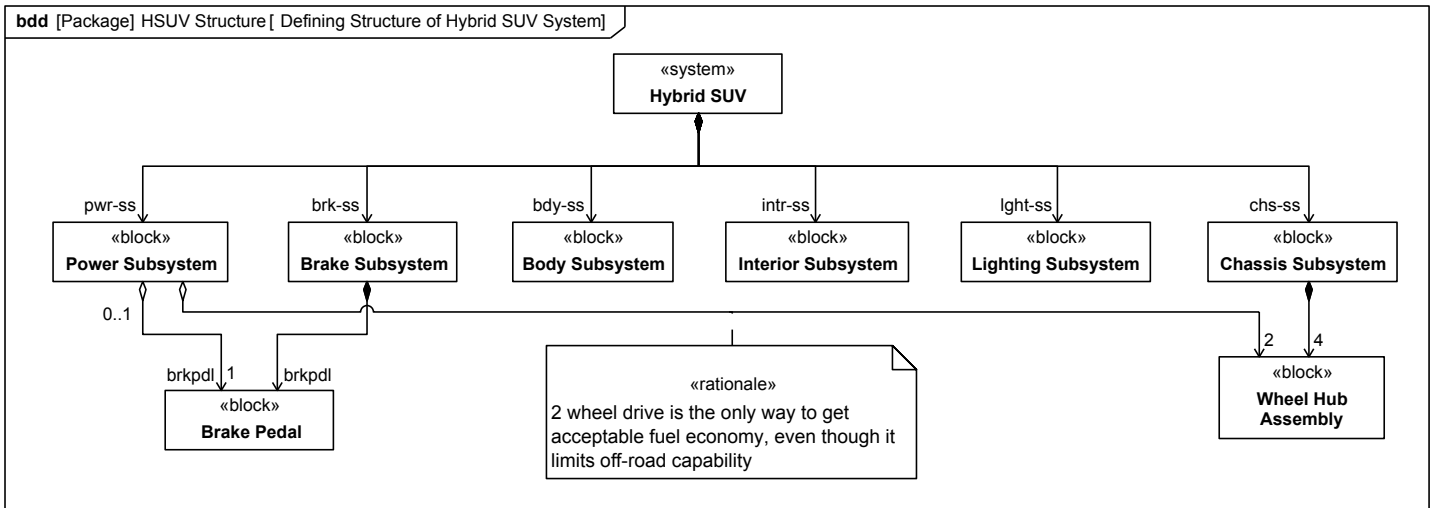 bdd [Package] HSUV Structure [ Defining Structure of Hybrid SUV System]
«system»
Hybrid SUV
pwr-ss
brk-ss
bdy-ss
intr-ss
lght-ss
chs-ss
«block»
Power Subsystem
«block»
Brake Subsystem
«block»
Body Subsystem
«block»
Interior Subsystem
«block»
Lighting Subsystem
«block»
Chassis Subsystem
0..1
brkpdl
1
brkpdl
2
4
«block»
Brake Pedal
«rationale»
2 wheel drive is the only way to get
acceptable fuel economy, even though it
limits off-road capability
«block»
Wheel Hub
Assembly